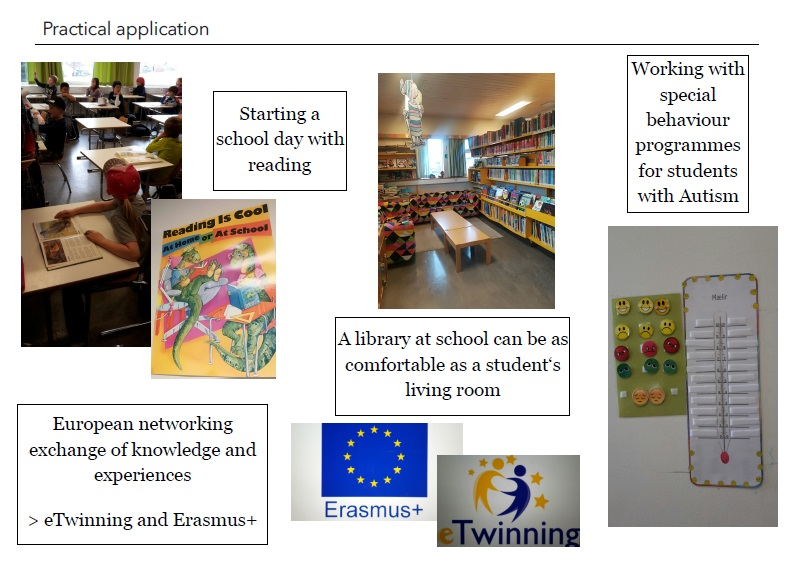 Practical application
Starting a
school day with
reading
Working with
special
behaviour
programmes
for students
with Autism
Reading Is Cool
At Home or At School
A library at school can be as
comfortable as a student‘s
living room
Mælir
European networking
exchange of knowledge and
experiences
> eTwinning and Erasmus+
Erasmus+
eTwinning